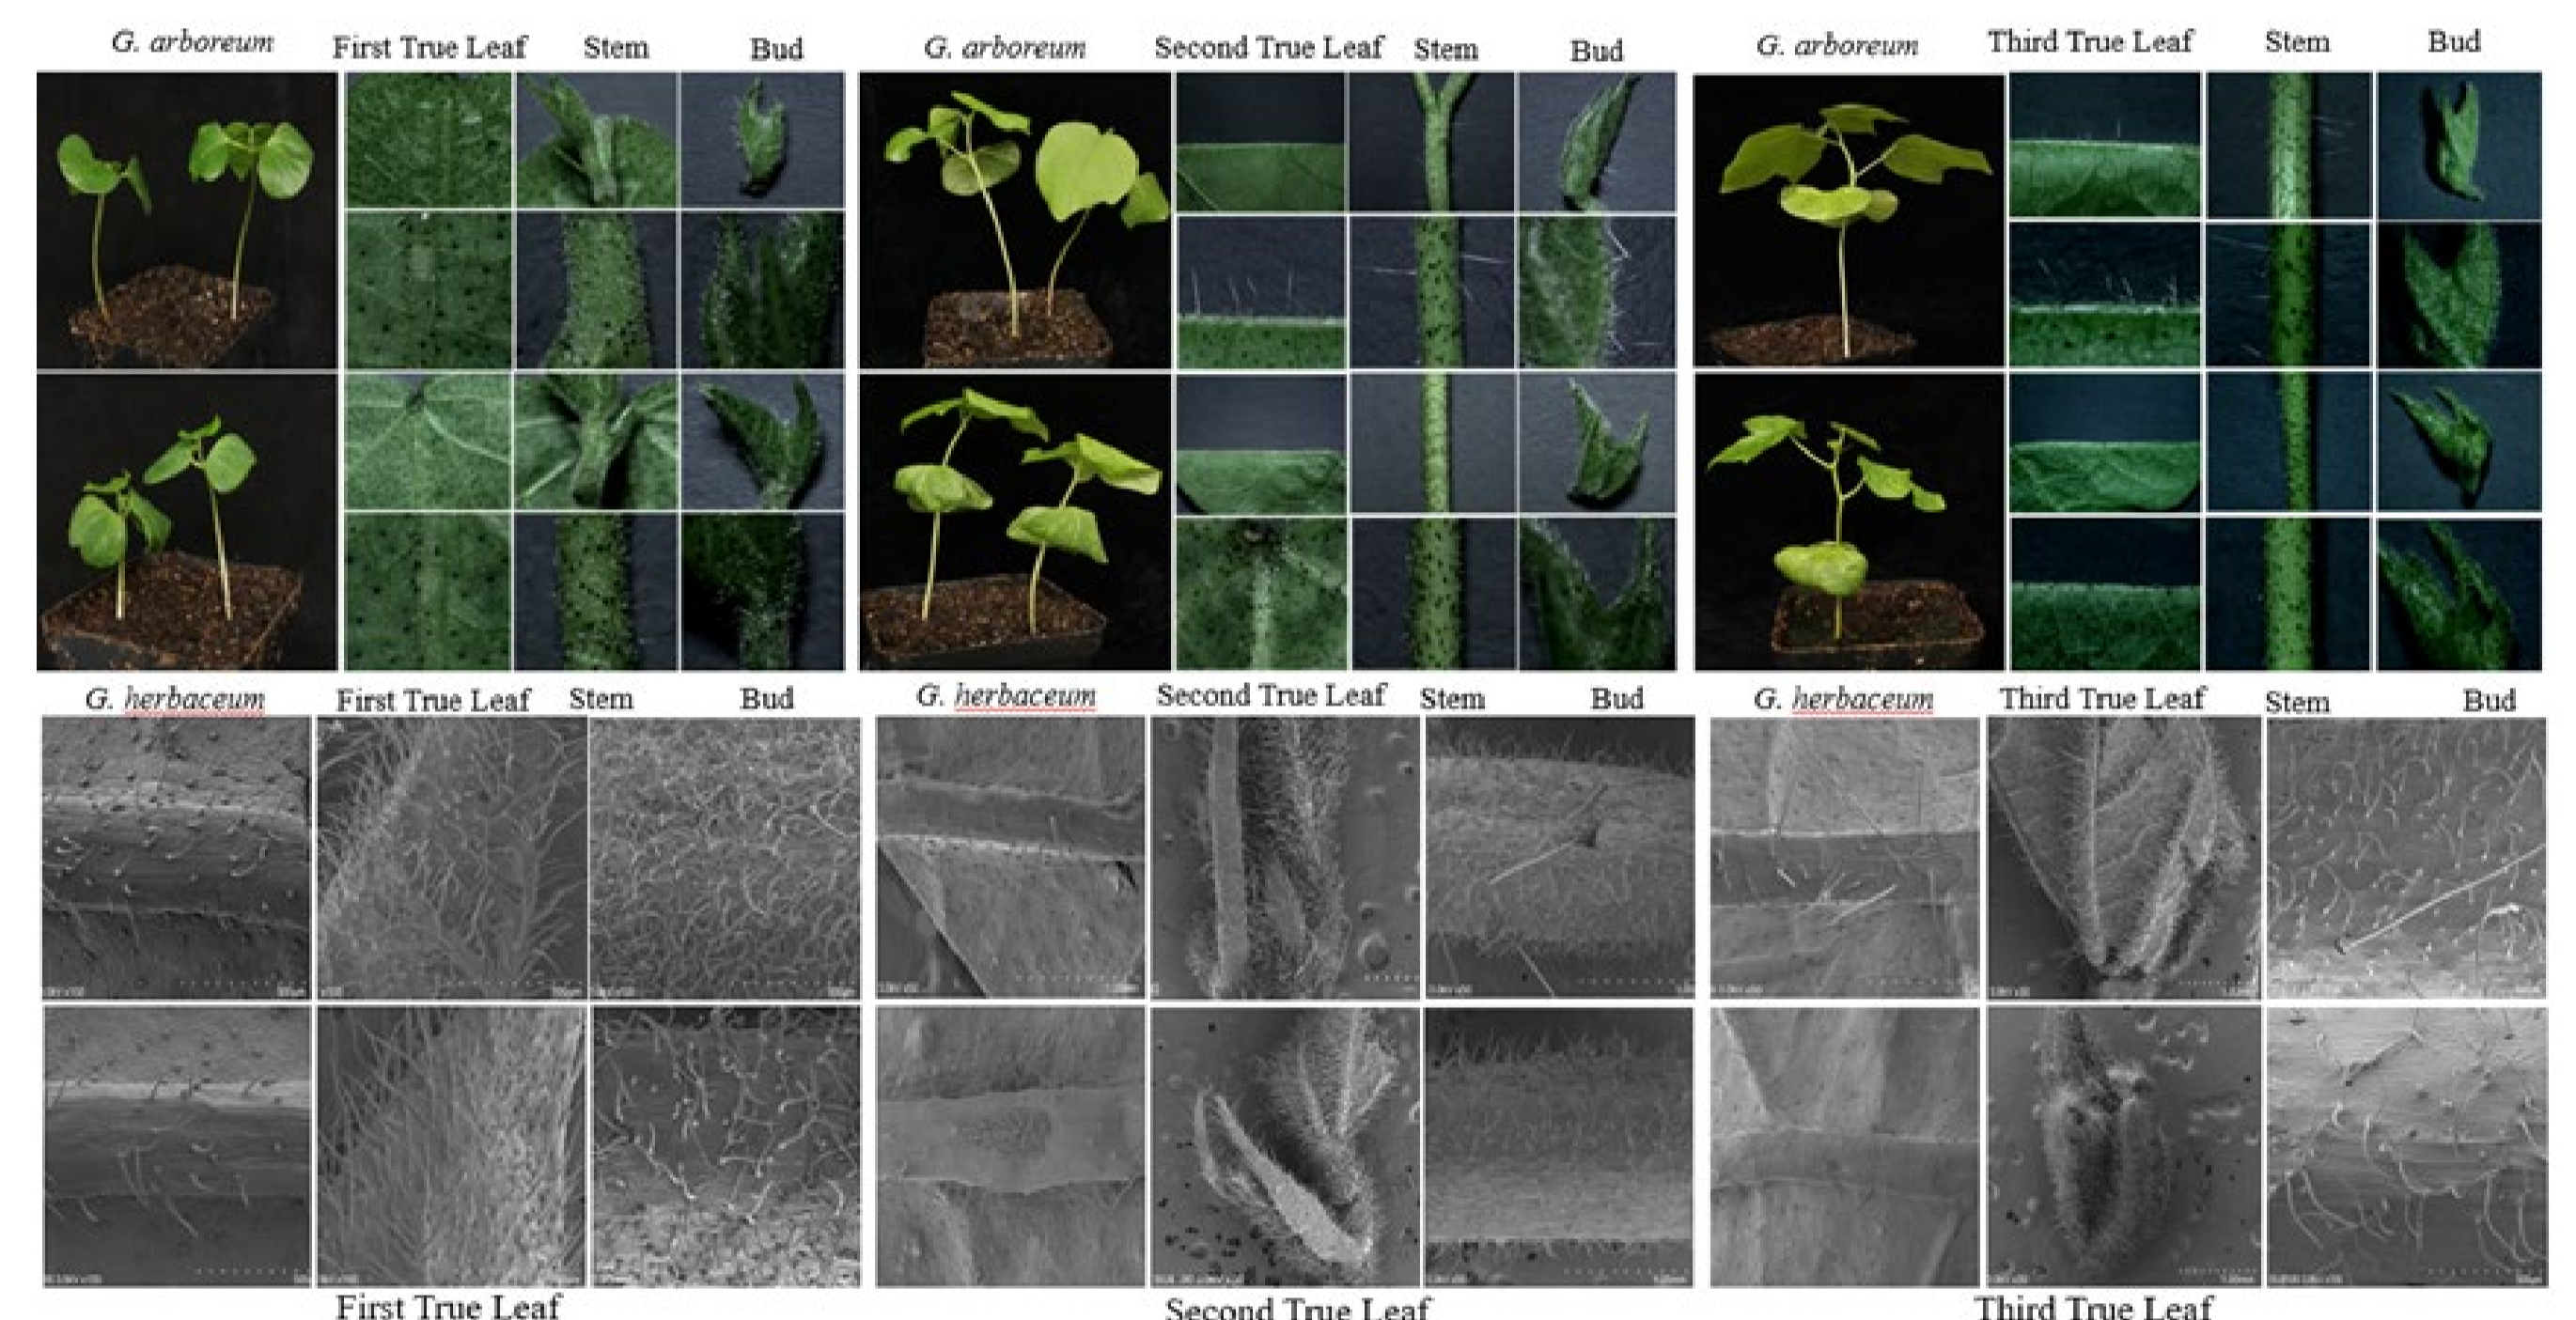 G. arboreum First True Leaf Stem Bud G. arboreum Second True Leaf Stem Bud G. arboreum Third True Leaf Stem Bud
G. herbaceum First True Leaf Stem Bud G. herbaceum Second True Leaf Stem Bud G. herbaceum Third True Leaf Stem Bud
First True Leaf Second True Leaf Third True Leaf